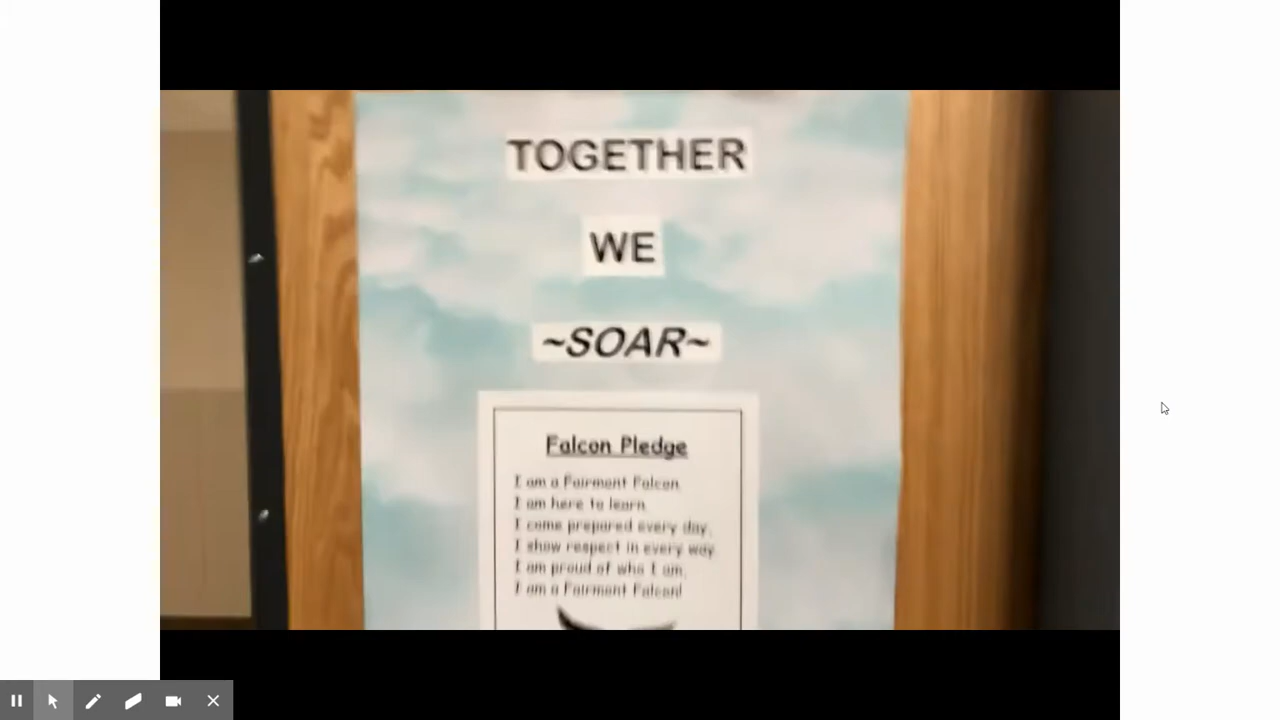 TOGETHER
WE
~SOAR~
Falcon Pledge
I am a Fairmont Falcon.
I am here to learn.
I come prepared every day,
I show respect in every way.
I am proud of who I am,
I am a Fairmont Falcon!